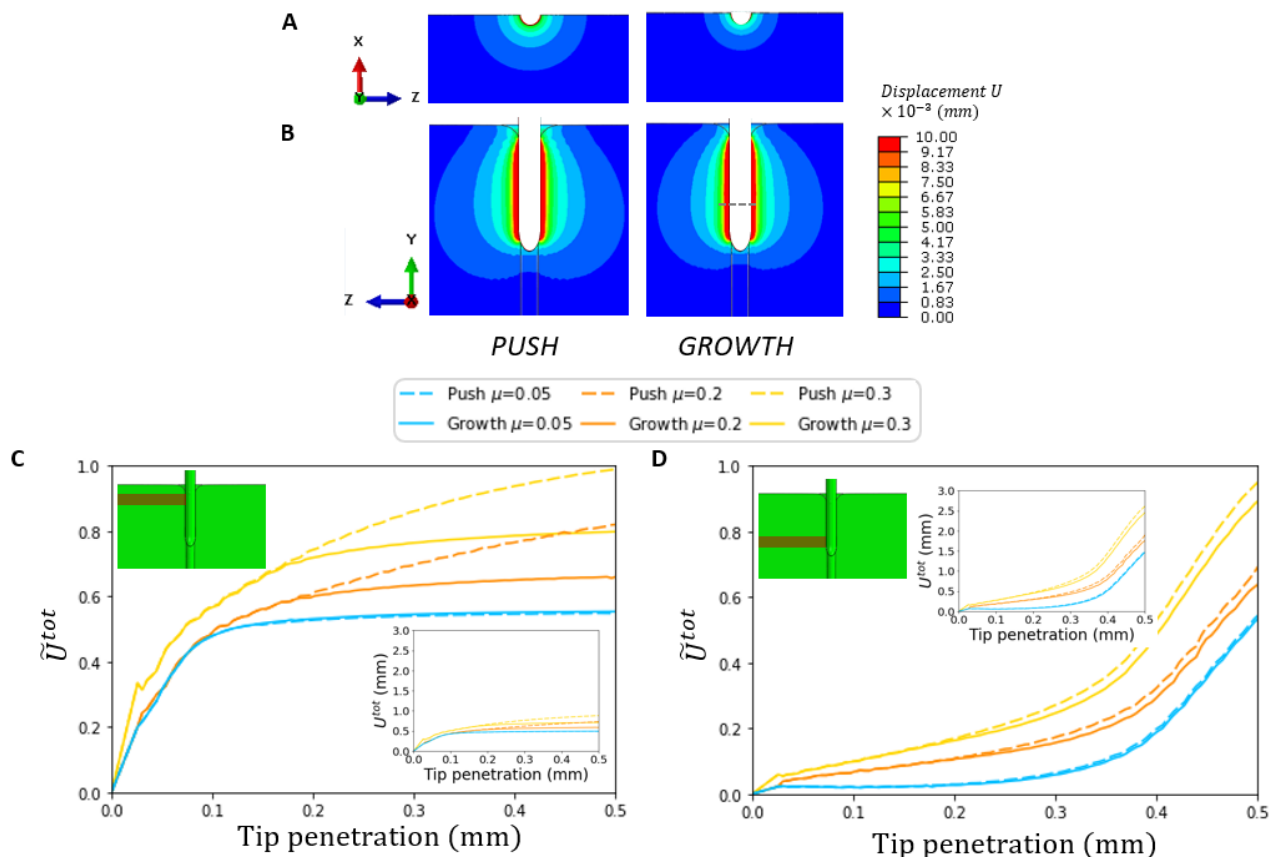 A
X
Y
Z
Displacement U
× 10⁻³ (mm)
B
10.00
9.17
8.33
7.50
6.67
5.83
5.00
4.17
3.33
2.50
1.67
0.83
0.00
Y
Z
X
PUSH
GROWTH
Push μ=0.05
Push μ=0.2
Push μ=0.3
Growth μ=0.05
Growth μ=0.2
Growth μ=0.3
C
1.0
0.8
0.6
0.4
0.2
0.0
Ũᵗᵒᵗ
3.0
2.5
2.0
1.5
1.0
0.5
0.0
Uᵗᵒᵗ (mm)
0.0 0.1 0.2 0.3 0.4 0.5
Tip penetration (mm)
0.0 0.1 0.2 0.3 0.4 0.5
Tip penetration (mm)
D
1.0
0.8
0.6
0.4
0.2
0.0
Ũᵗᵒᵗ
3.0
2.5
2.0
1.5
1.0
0.5
0.0
Uᵗᵒᵗ (mm)
0.0 0.1 0.2 0.3 0.4 0.5
Tip penetration (mm)
0.0 0.1 0.2 0.3 0.4 0.5
Tip penetration (mm)